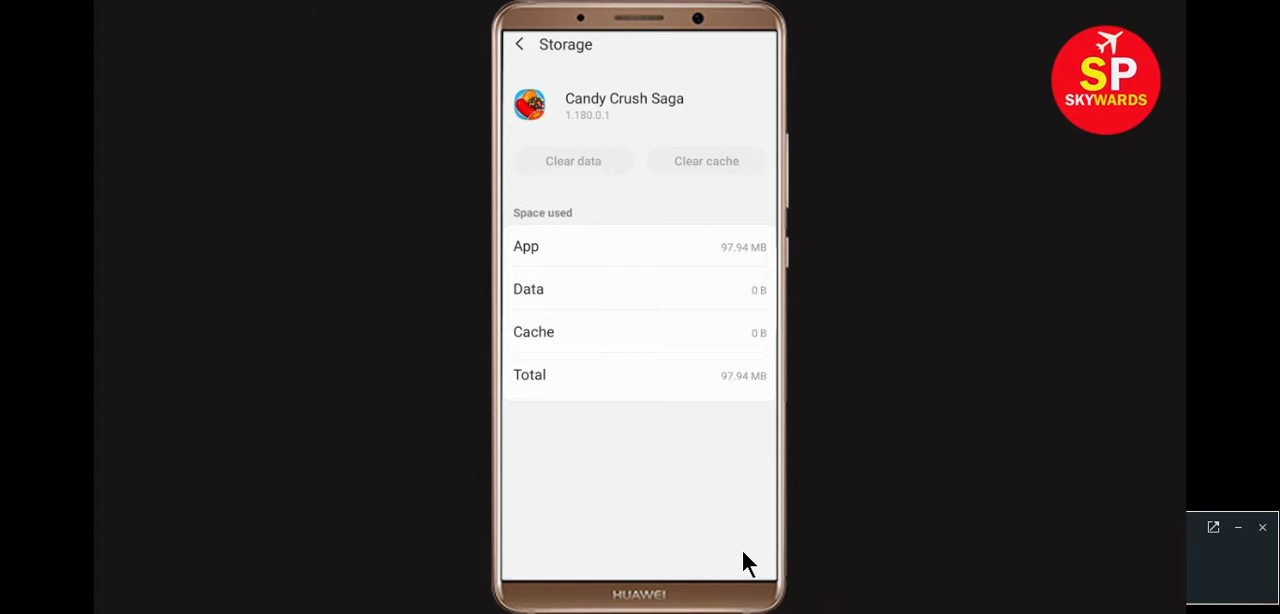 Storage
Candy Crush Saga
1.180.0.1
Clear data
Clear cache
Space used
App 97.94 MB
Data 0 B
Cache 0 B
Total 97.94 MB
HUAWEI
SP
SKYWARDS